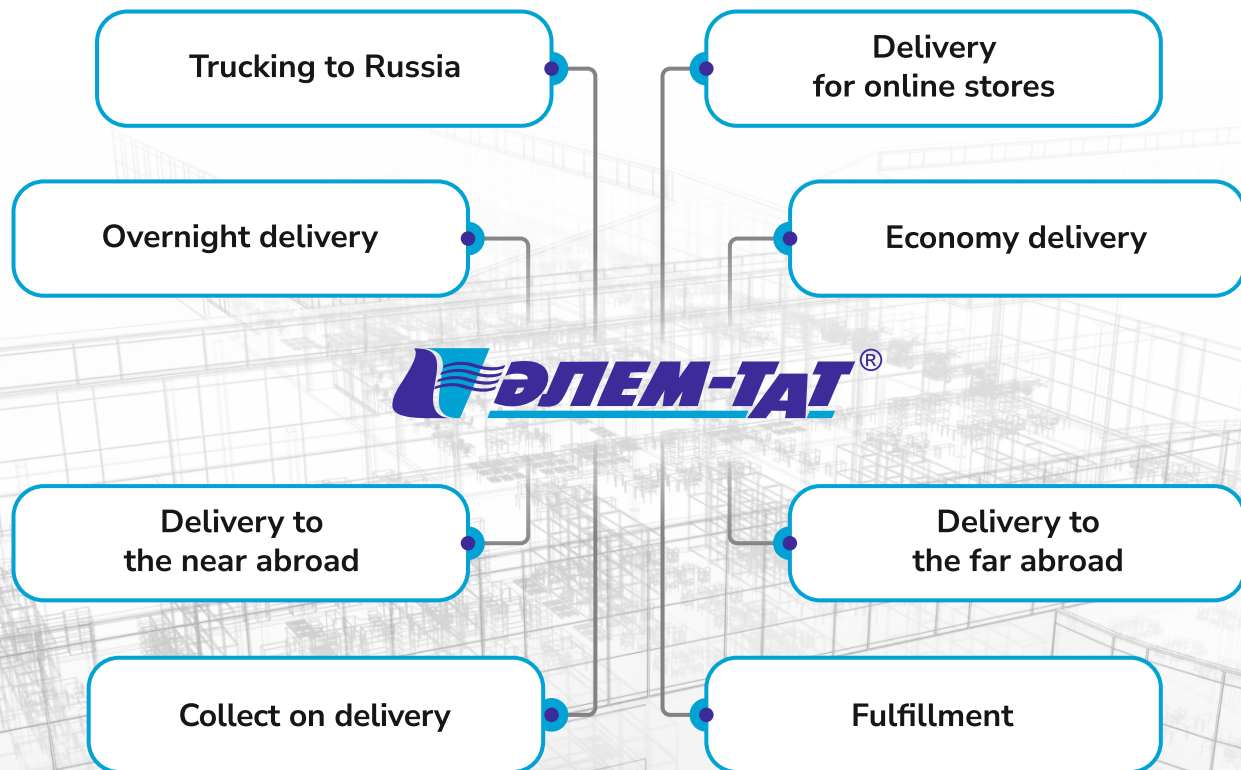 Trucking to Russia
Delivery
for online stores
Overnight delivery
Economy delivery
ӘЛЕМ-ТАТ®
Delivery to
the near abroad
Delivery to
the far abroad
Collect on delivery
Fulfillment